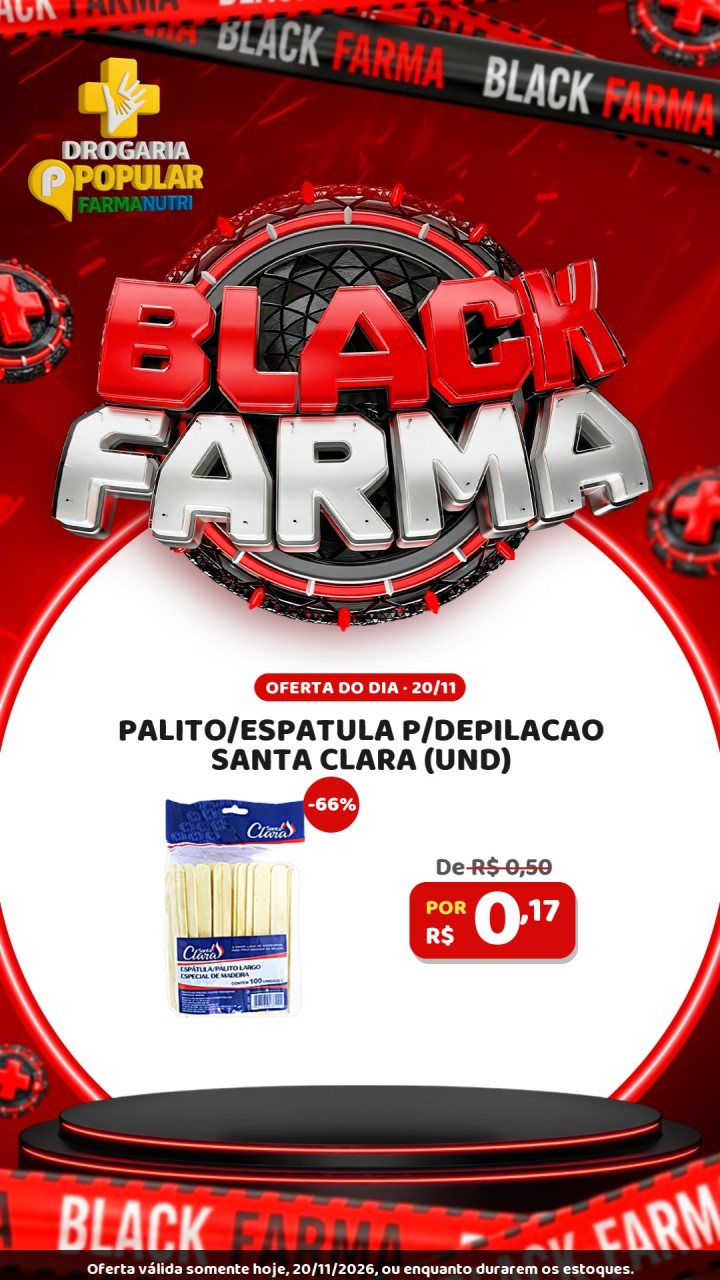 ACK FARMA
BLACK FARMA BLACK FARMA
DROGARIA
P POPULAR
FARMANUTRI
BLACK
FARMA
OFERTA DO DIA · 20/11
PALITO/ESPATULA P/DEPILACAO
SANTA CLARA (UND)
-66%
Santa
Clara
De R$ 0,50
POR
R$ 0,17
Santa
Clara
ESPÁTULA/PALITO LARGO
ESPECIAL DE MADEIRA
CONTÉM 100 UNIDADES
BLACK FARMA BLACK FARM
Oferta válida somente hoje, 20/11/2026, ou enquanto durarem os estoques.